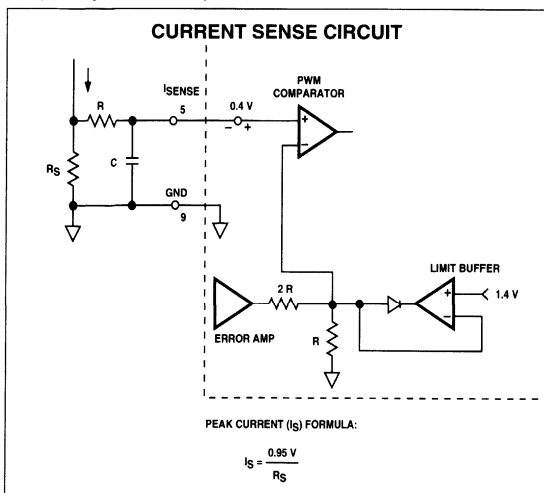 CURRENT SENSE CIRCUIT
PWM
COMPARATOR
ISENSE
5
0.4 V
R
+
− +
−
RS
C
GND
9
LIMIT BUFFER
2 R
+
1.4 V
−
ERROR AMP
R
PEAK CURRENT (IS) FORMULA:
IS = 0.95 V
RS